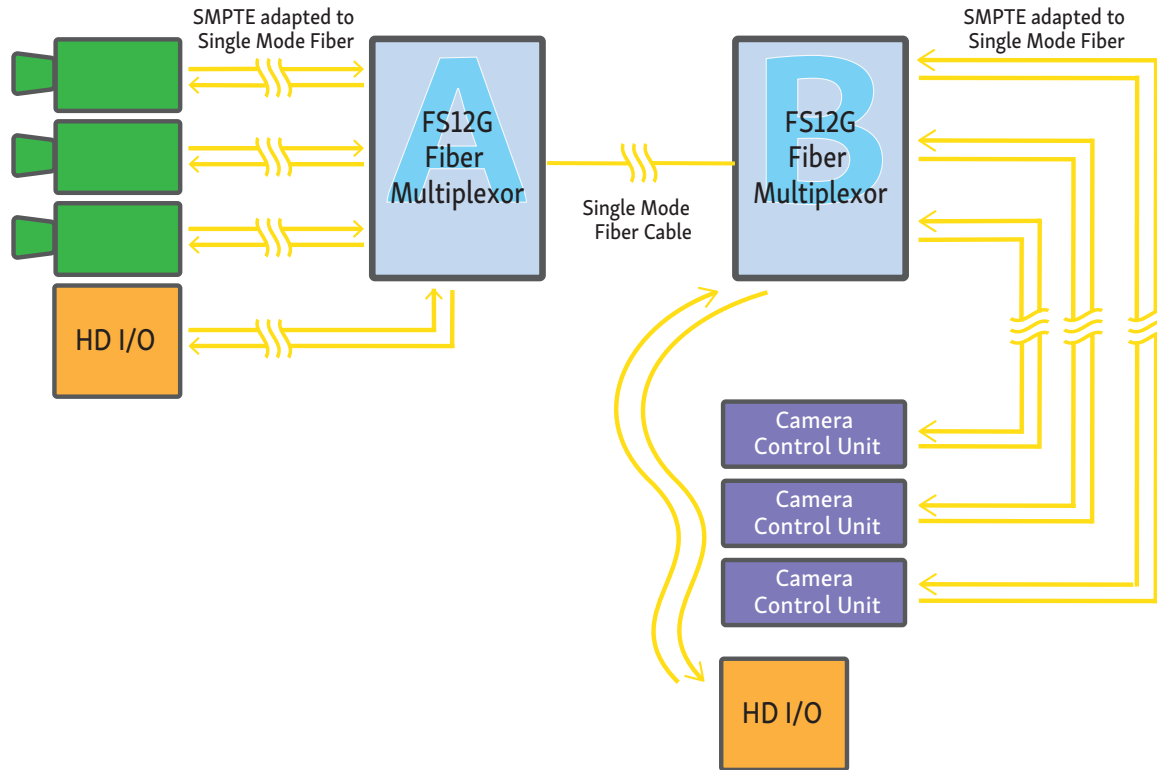 SMPTE adapted to
Single Mode Fiber
A
FS12G
Fiber
Multiplexor
Single Mode
Fiber Cable
B
FS12G
Fiber
Multiplexor
SMPTE adapted to
Single Mode Fiber
HD I/O
Camera
Control Unit
Camera
Control Unit
Camera
Control Unit
HD I/O